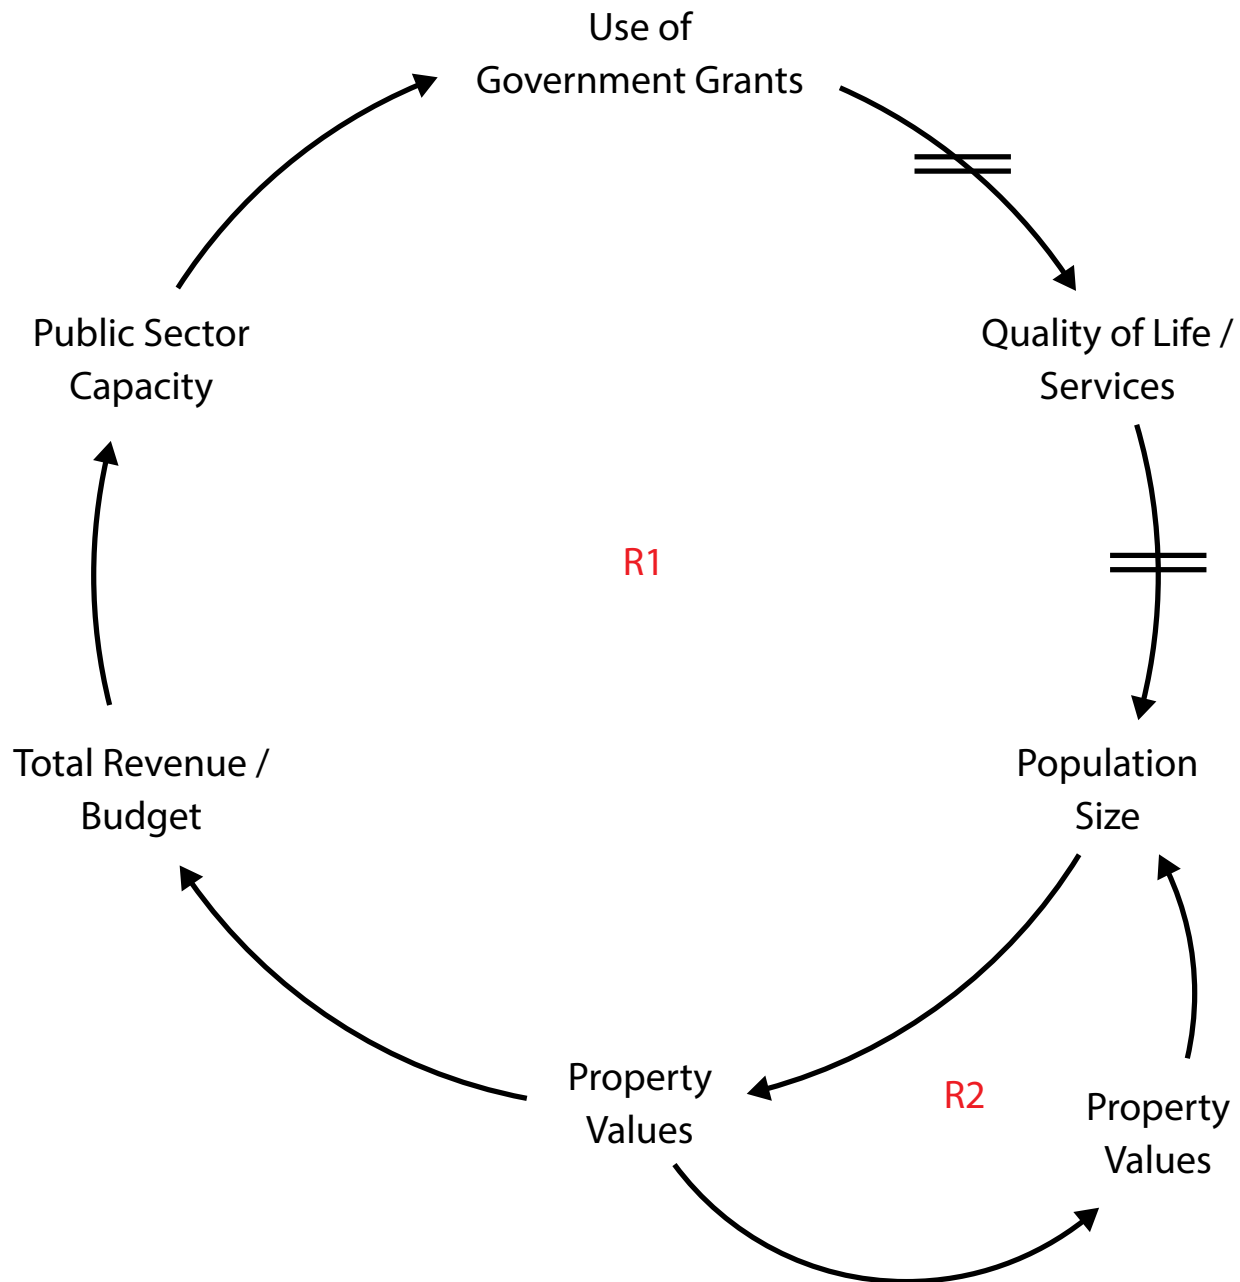 Use of
Government Grants
Public Sector
Capacity
Quality of Life /
Services
R1
Total Revenue /
Budget
Population
Size
Property
Values
R2
Property
Values